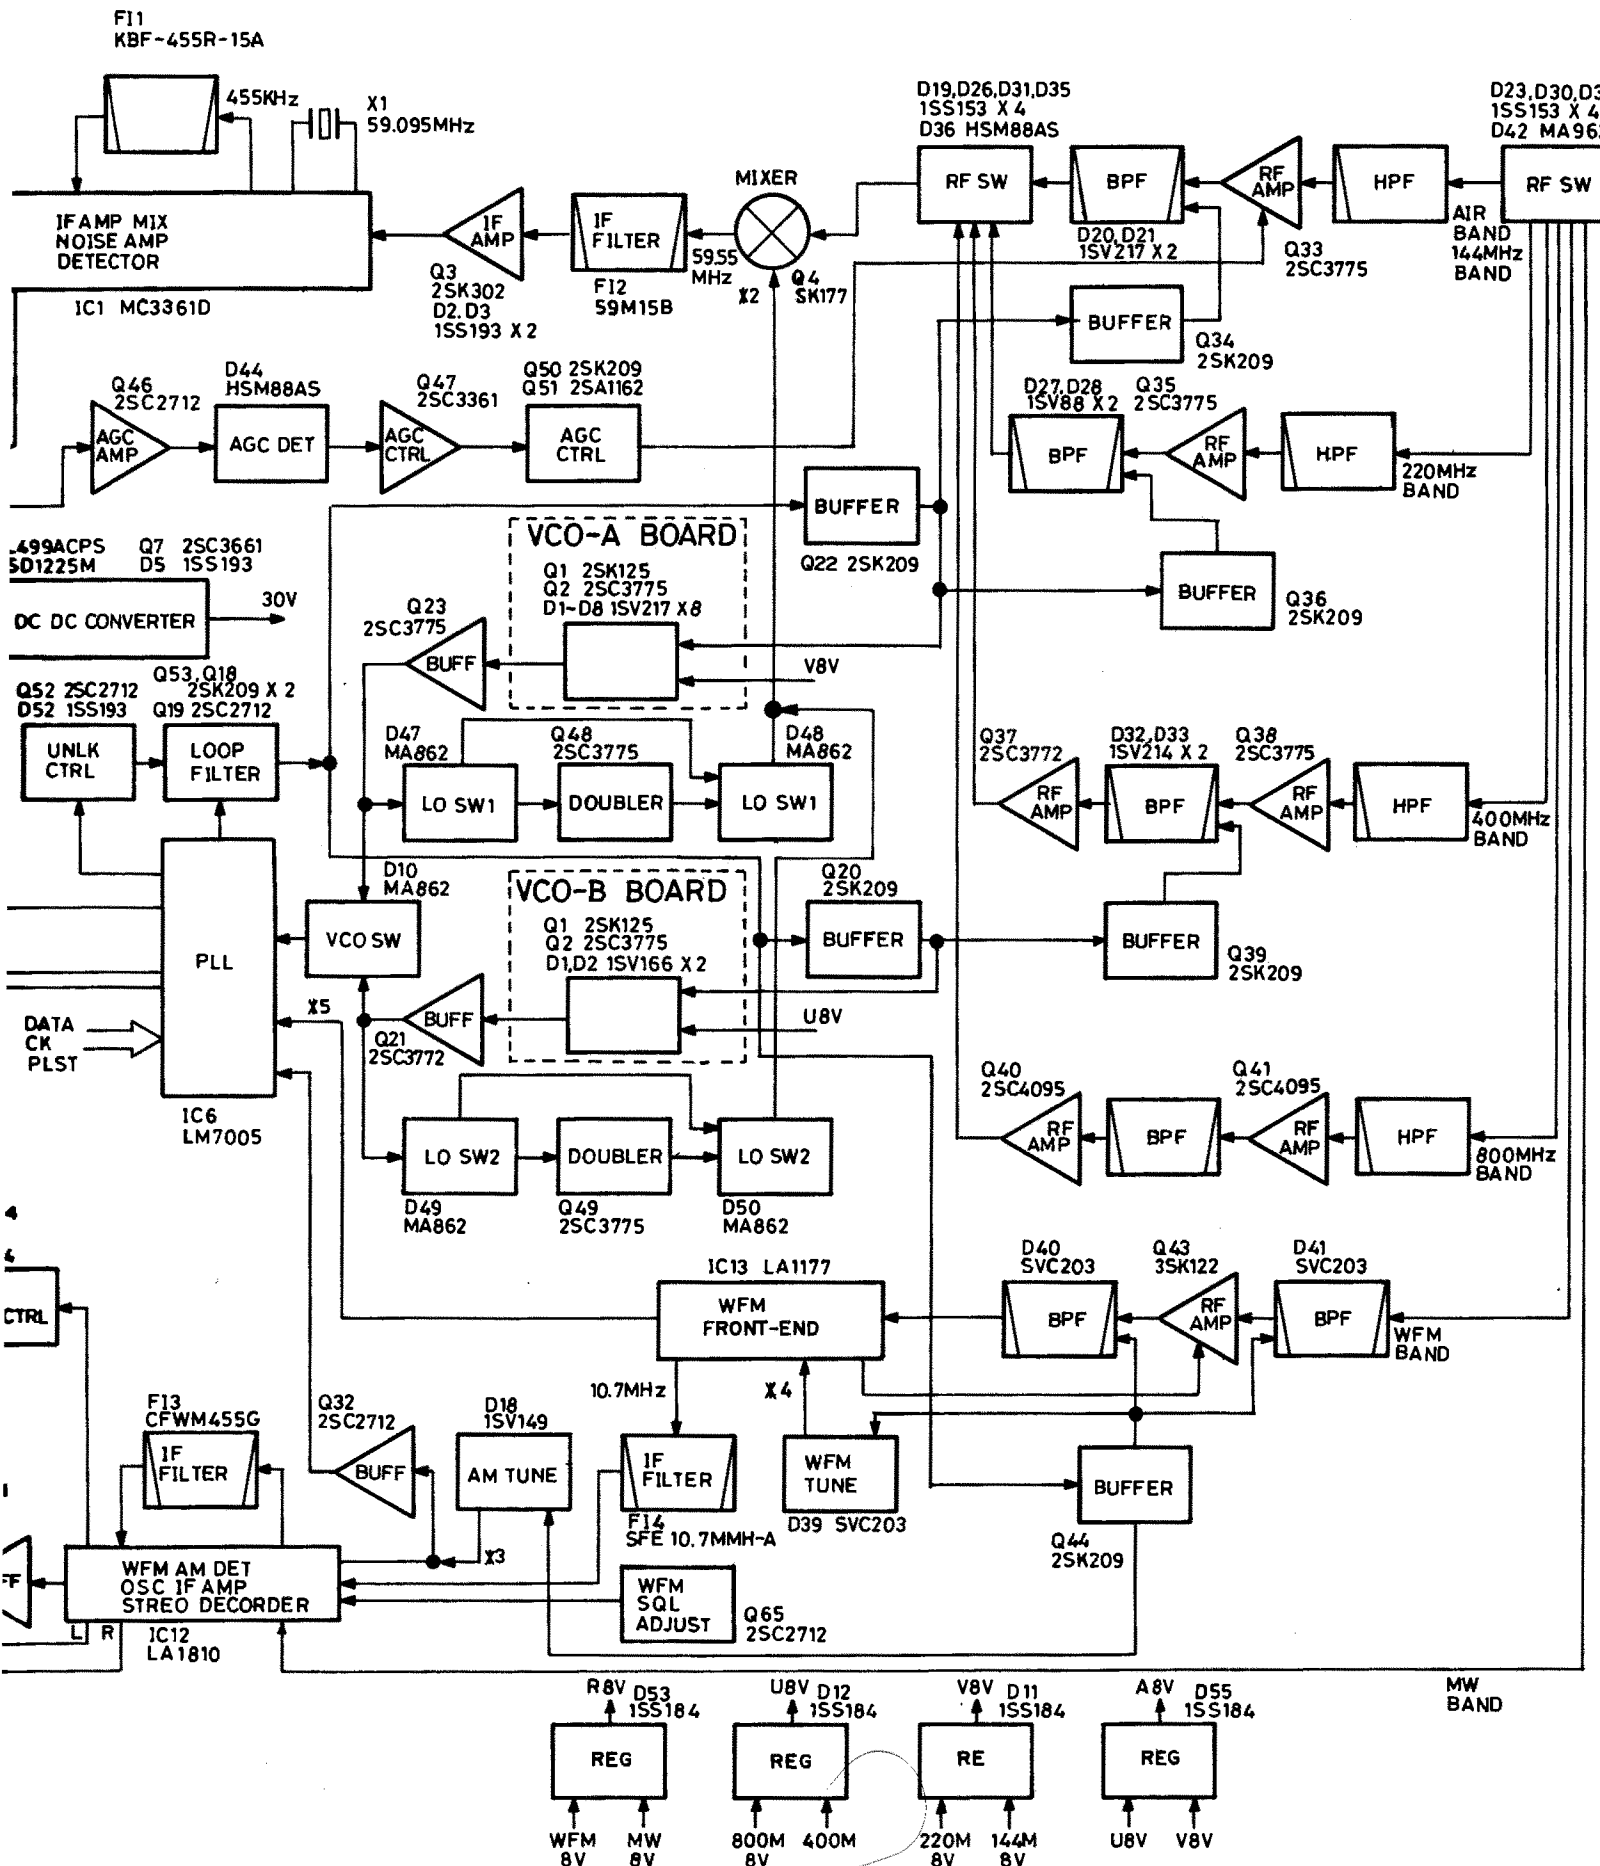 FI1
KBF-455R-15A
455KHz
X1
59.095MHz
IF AMP MIX
NOISE AMP
DETECTOR
IC1 MC3361D
IF
AMP
Q3
2SK302
D2.D3
1SS193 X 2
IF
FILTER
FI2
59M15B
59.55
MHz
MIXER
X2
Q4
SK177
D19,D26,D31,D35
1SS153 X 4
D36 HSM88AS
RF SW
BPF
D20,D21
1SV217 X 2
RF
AMP
Q33
2SC3775
HPF
AIR
BAND
144MHz
BAND
D23,D30,D3
1SS153 X 4
D42 MA962
RF SW
BUFFER
Q34
2SK209
Q46
2SC2712
AGC
AMP
D44
HSM88AS
AGC DET
Q47
2SC3361
AGC
CTRL
Q50 2SK209
Q51 2SA1162
AGC
CTRL
D27,D28
1SV88 X 2
BPF
Q35
2SC3775
RF
AMP
HPF
220MHz
BAND
BUFFER
Q22 2SK209
BUFFER
Q36
2SK209
L499ACPS
SD1225M
Q7 2SC3661
D5 1SS193
DC DC CONVERTER
30V
VCO-A BOARD
Q1 2SK125
Q2 2SC3775
D1~D8 1SV217 X8
V8V
Q23
2SC3775
BUFF
Q52 2SC2712
D52 1SS193
UNLK
CTRL
Q53,Q18
2SK209 X 2
Q19 2SC2712
LOOP
FILTER
D47
MA862
LO SW1
Q48
2SC3775
DOUBLER
D48
MA862
LO SW1
Q37
2SC3772
RF
AMP
D32,D33
1SV214 X 2
BPF
Q38
2SC3775
RF
AMP
HPF
400MHz
BAND
BUFFER
Q39
2SK209
D10
MA862
VCO SW
PLL
IC6
LM7005
DATA
CK
PLST
X5
VCO-B BOARD
Q1 2SK125
Q2 2SC3775
D1,D2 1SV166 X 2
U8V
BUFF
Q21
2SC3772
Q20
2SK209
BUFFER
LO SW2
D49
MA862
DOUBLER
Q49
2SC3775
LO SW2
D50
MA862
Q40
2SC4095
RF
AMP
BPF
Q41
2SC4095
RF
AMP
HPF
800MHz
BAND
4
4
CTRL
IC13 LA1177
WFM
FRONT-END
D40
SVC203
BPF
Q43
3SK122
RF
AMP
D41
SVC203
BPF
WFM
BAND
10.7MHz
X4
FI3
CFWM455G
IF
FILTER
Q32
2SC2712
BUFF
D18
1SV149
AM TUNE
IF
FILTER
FI4
SFE 10.7MMH-A
WFM
TUNE
D39 SVC203
BUFFER
Q44
2SK209
X3
FF
WFM AM DET
OSC IF AMP
STREO DECORDER
L R
IC12
LA1810
WFM
SQL
ADJUST
Q65
2SC2712
MW
BAND
R8V D53
1SS184
REG
WFM
8V
MW
8V
U8V D12
1SS184
REG
800M
8V
400M
V8V D11
1SS184
RE
220M
8V
144M
8V
A8V D55
1SS184
REG
U8V
V8V